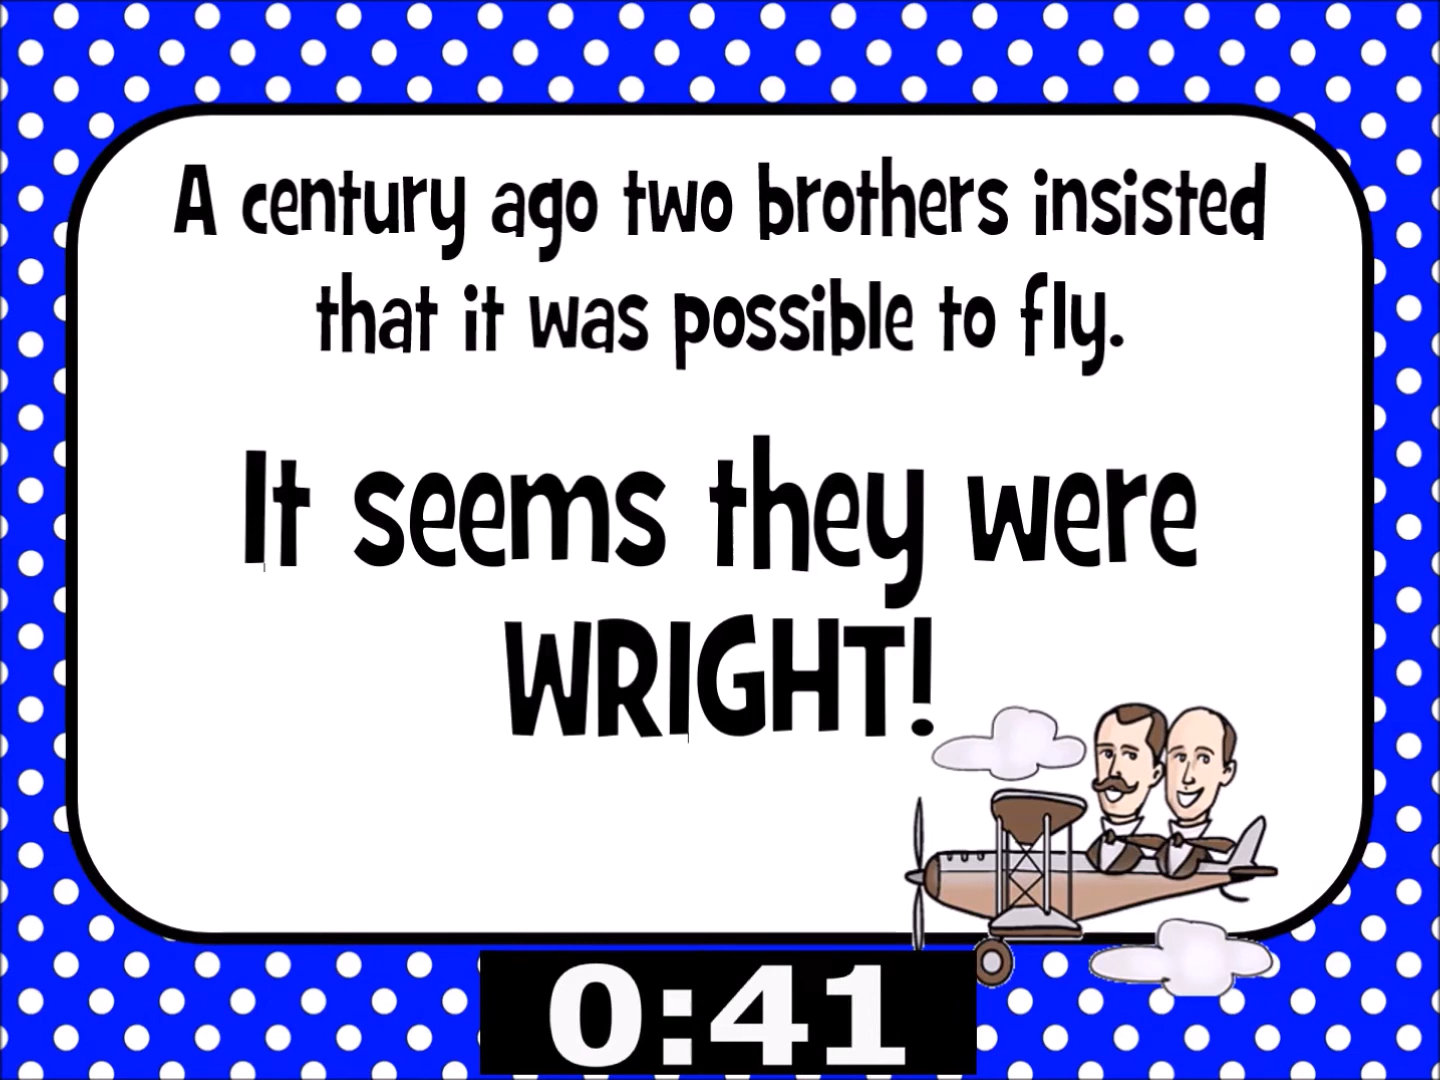 A century ago two brothers insisted
that it was possible to fly.
It seems they were
WRIGHT!
0:41